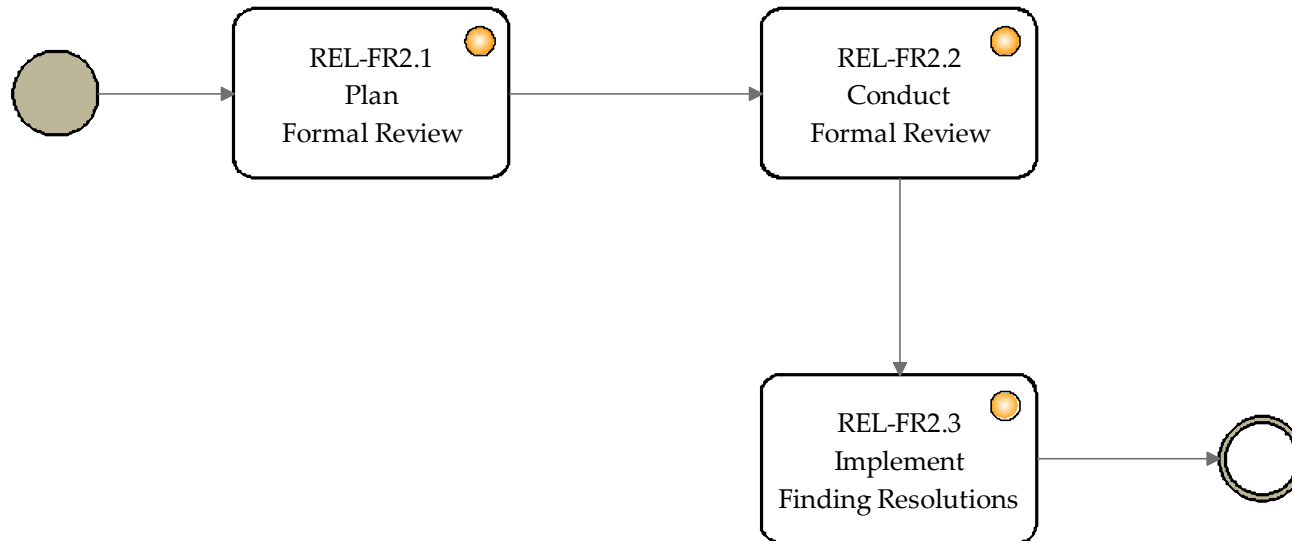 REL-FR2.1
Plan
Formal Review
REL-FR2.2
Conduct
Formal Review
REL-FR2.3
Implement
Finding Resolutions